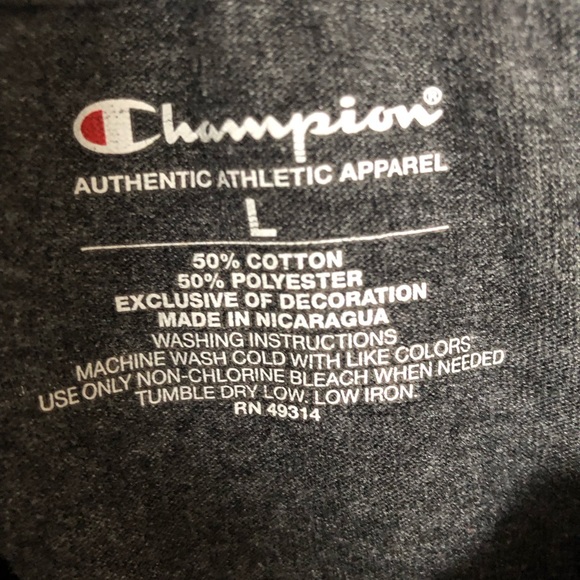 Champion®
AUTHENTIC ATHLETIC APPAREL
L
50% COTTON
50% POLYESTER
EXCLUSIVE OF DECORATION
MADE IN NICARAGUA
WASHING INSTRUCTIONS
MACHINE WASH COLD WITH LIKE COLORS
USE ONLY NON-CHLORINE BLEACH WHEN NEEDED
TUMBLE DRY LOW. LOW IRON.
RN 49314